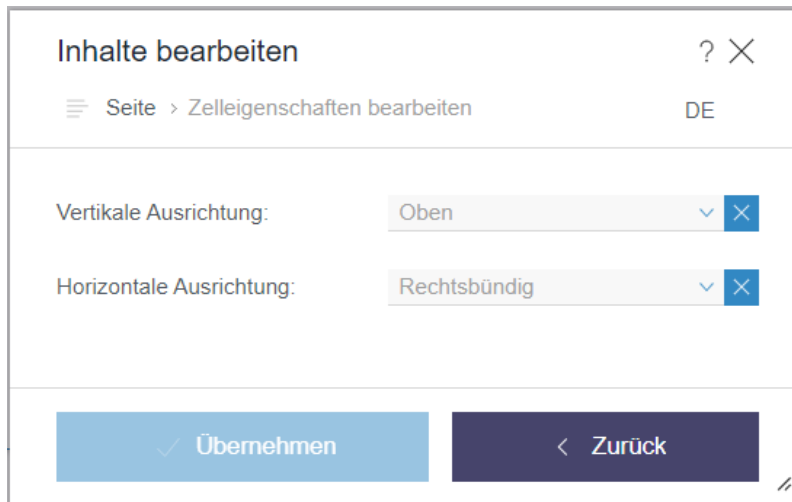 Inhalte bearbeiten ?
Seite > Zelleigenschaften bearbeiten DE
Vertikale Ausrichtung: Oben
Horizontale Ausrichtung: Rechtsbündig
Übernehmen < Zurück